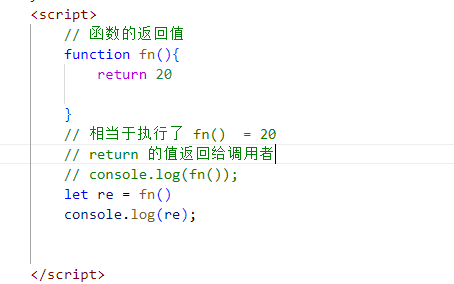 <script>
// 函数的返回值
function fn(){
return 20
}
// 相当于执行了 fn()  = 20
// return 的值返回给调用者
// console.log(fn());
let re = fn()
console.log(re);
</script>